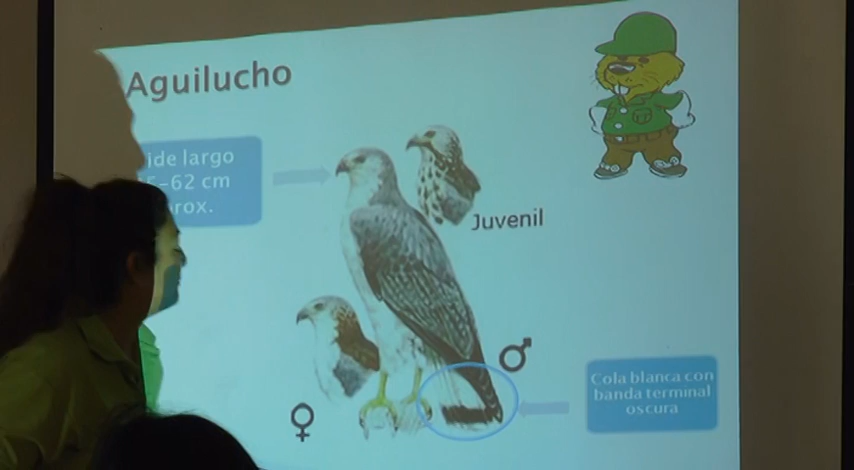 Aguilucho
ide largo
-62 cm
rox.
Juvenil
Cola blanca con
banda terminal
oscura